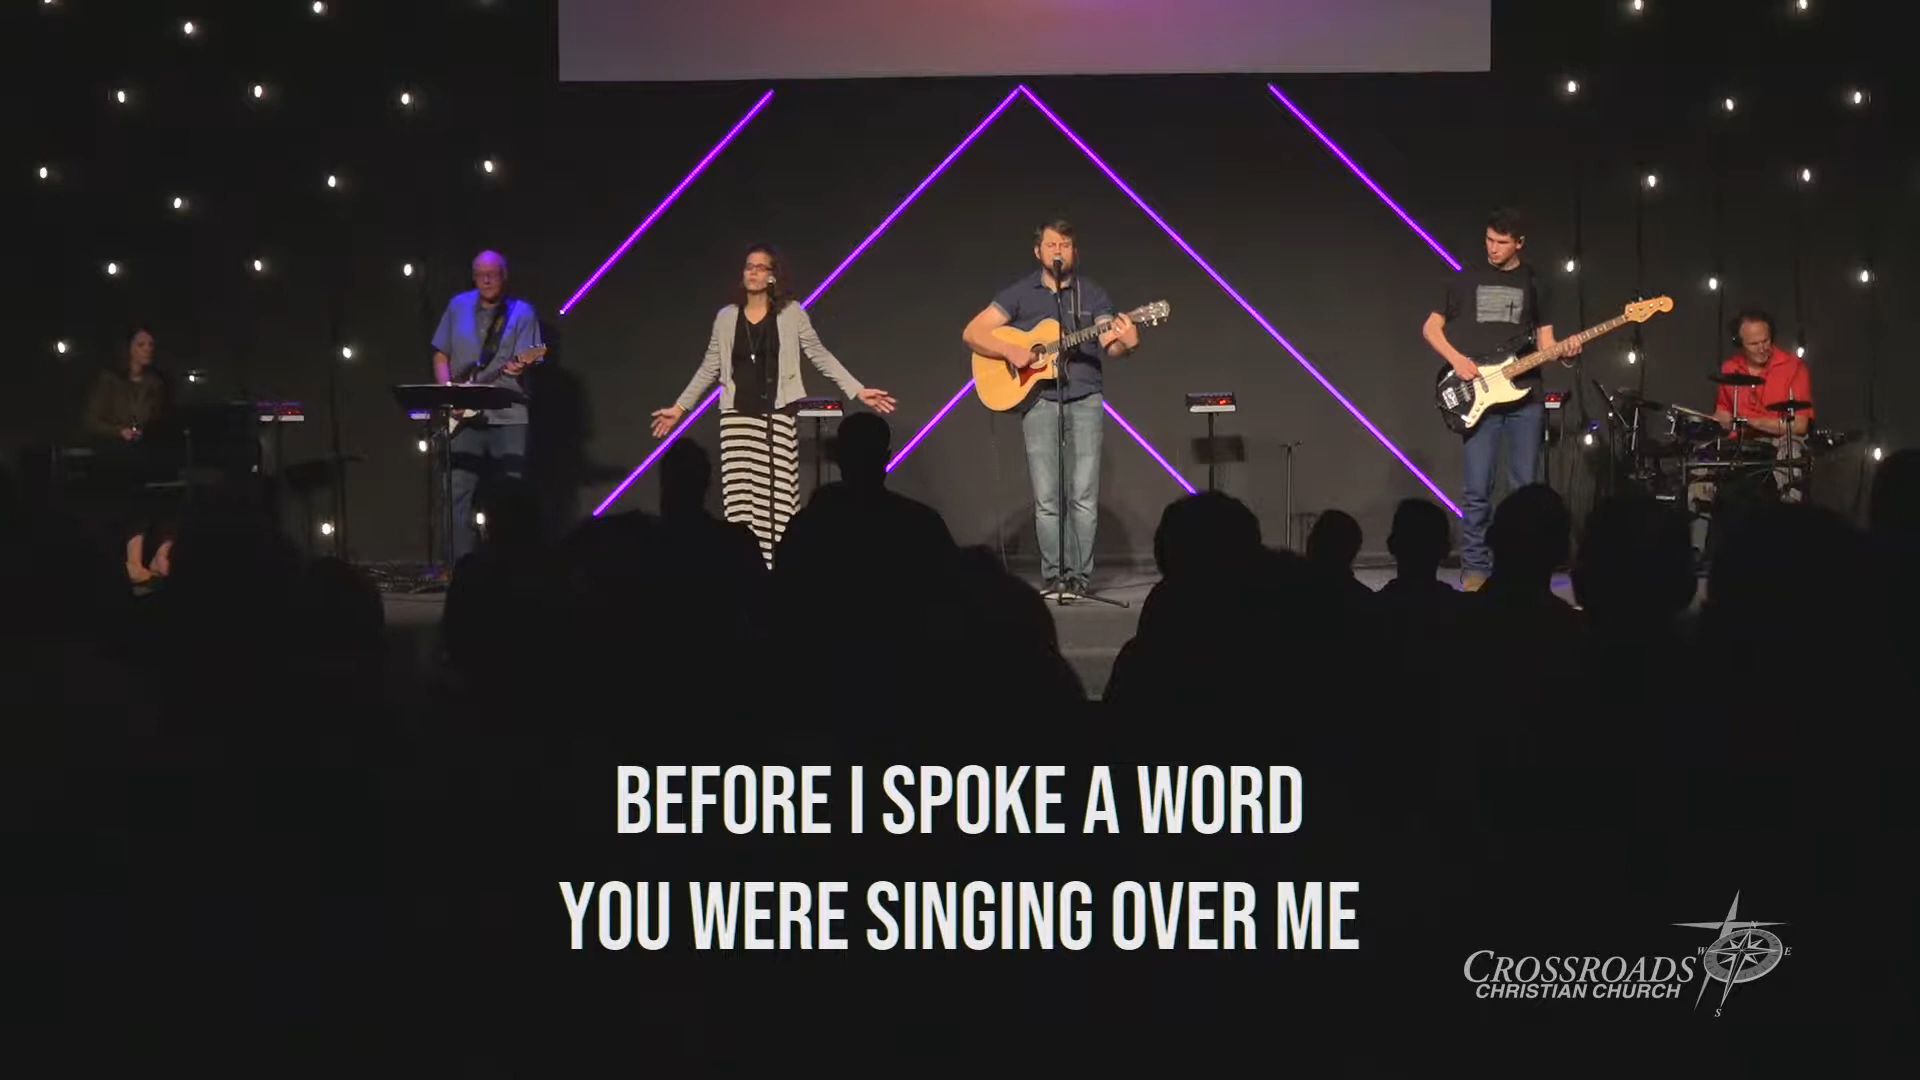 BEFORE I SPOKE A WORD
YOU WERE SINGING OVER ME
CROSSROADS
CHRISTIAN CHURCH
N
W
E
S